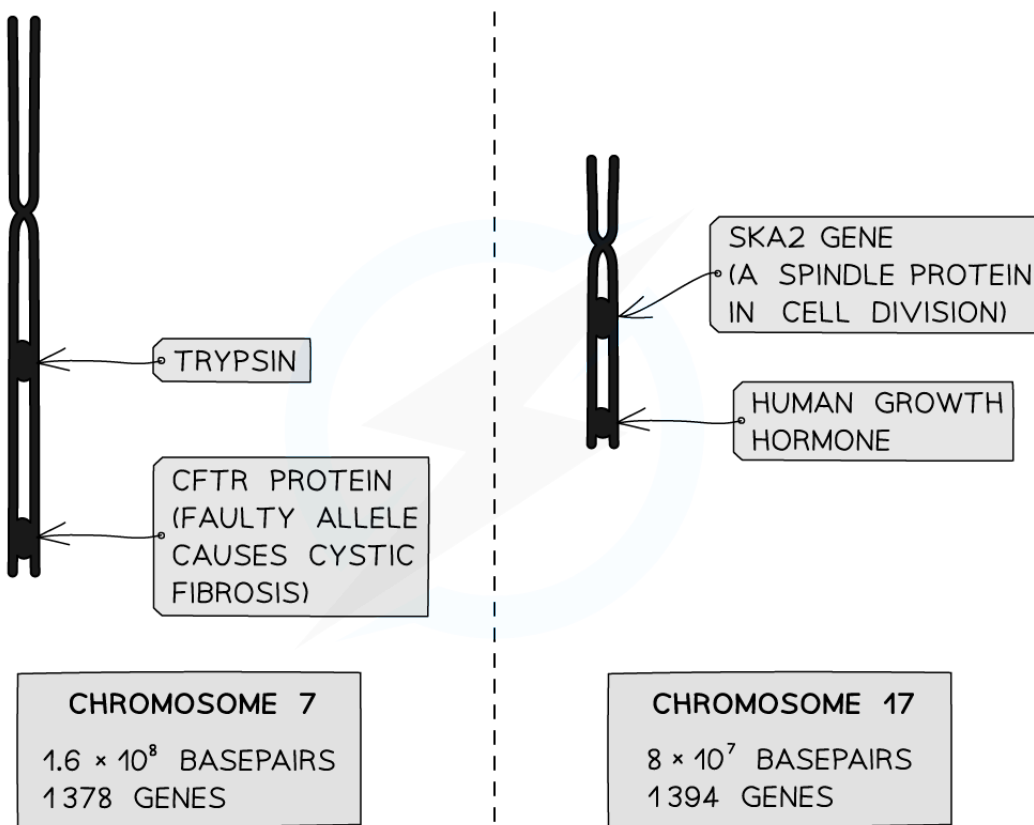 TRYPSIN
CFTR PROTEIN
(FAULTY ALLELE
CAUSES CYSTIC
FIBROSIS)
CHROMOSOME 7
1.6 × 10⁸ BASEPAIRS
1378 GENES
SKA2 GENE
(A SPINDLE PROTEIN
IN CELL DIVISION)
HUMAN GROWTH
HORMONE
CHROMOSOME 17
8 × 10⁷ BASEPAIRS
1394 GENES